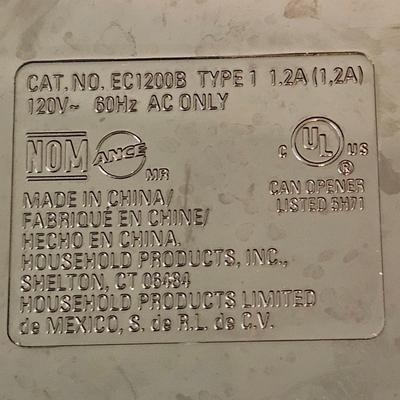 CAT. NO. EC1200B TYPE 1 1.2A (1,2A)
120V~ 60Hz AC ONLY
NOM ANCE MR
C UL US ®
CAN OPENER
LISTED 5H71
MADE IN CHINA/
FABRIQUÉ EN CHINE/
HECHO EN CHINA.
HOUSEHOLD PRODUCTS, INC.,
SHELTON, CT 06484
HOUSEHOLD PRODUCTS LIMITED
de MEXICO, S. de R.L. de C.V.